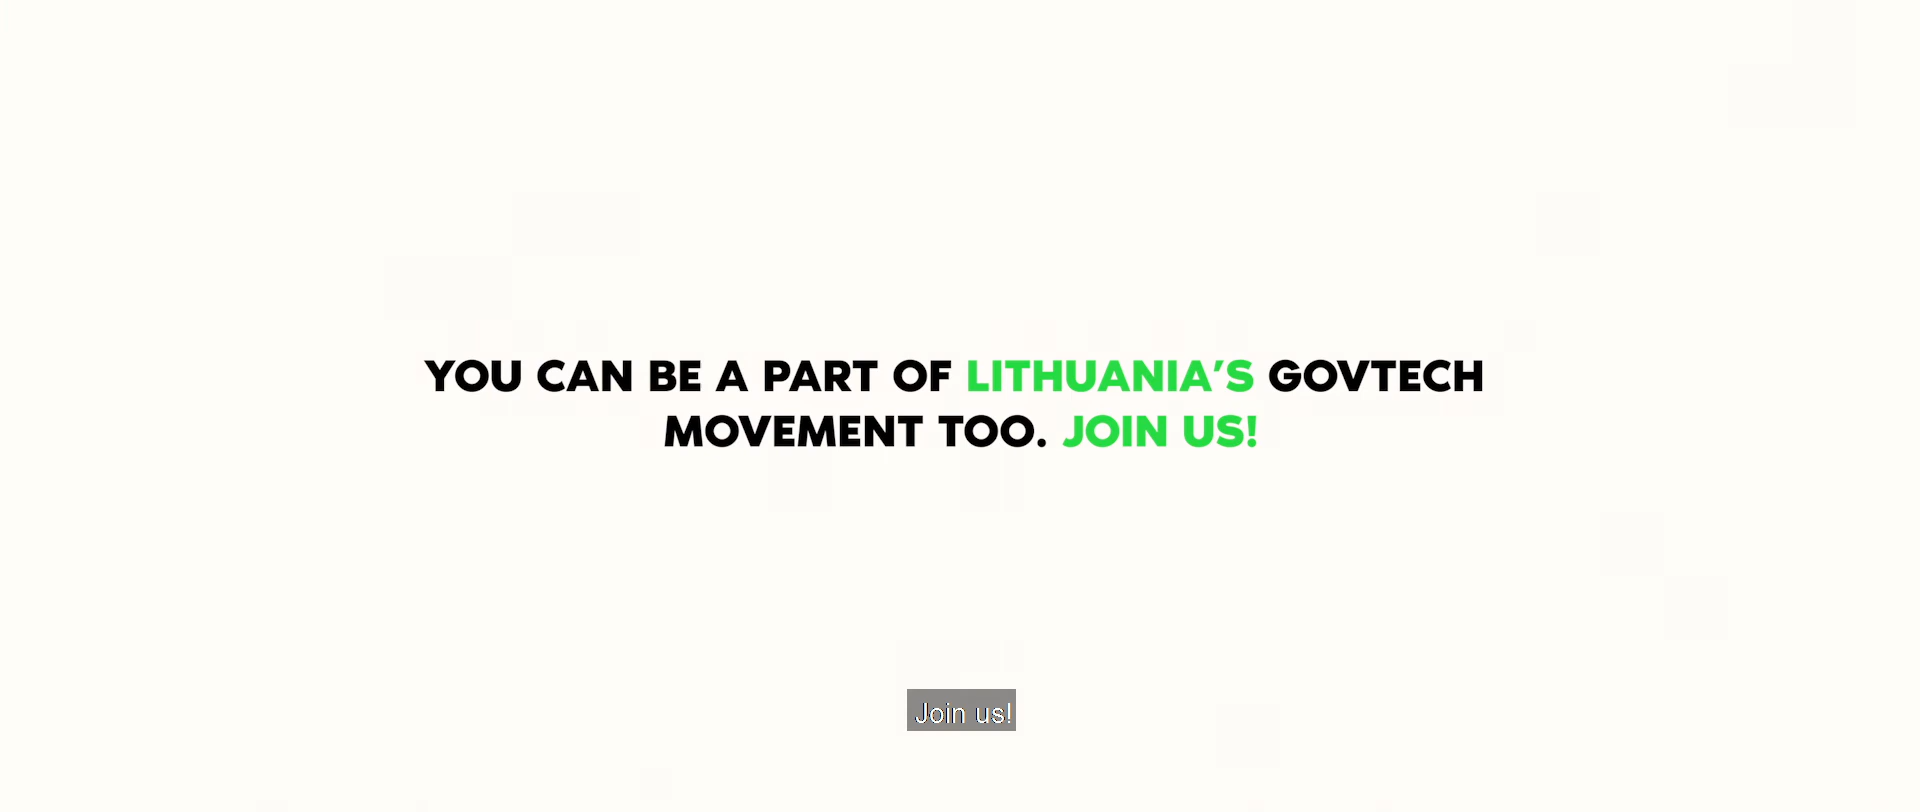 YOU CAN BE A PART OF LITHUANIA’S GOVTECH
MOVEMENT TOO. JOIN US!
Join us!